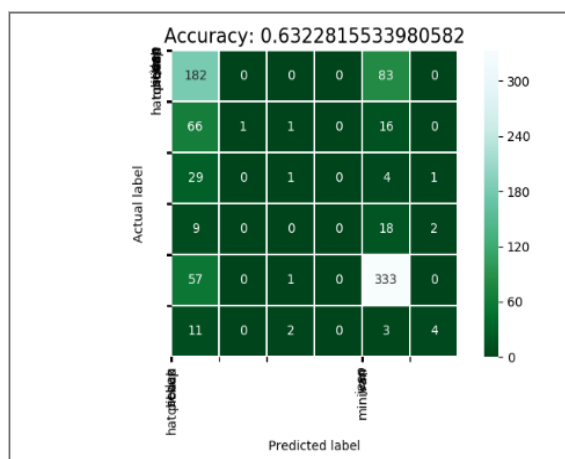 Accuracy: 0.6322815533980582
182 0 0 0 83 0
66 1 1 0 16 0
29 0 1 0 4 1
9 0 0 0 18 2
57 0 1 0 333 0
11 0 2 0 3 4
Actual label
Predicted label
300
240
180
120
60
0